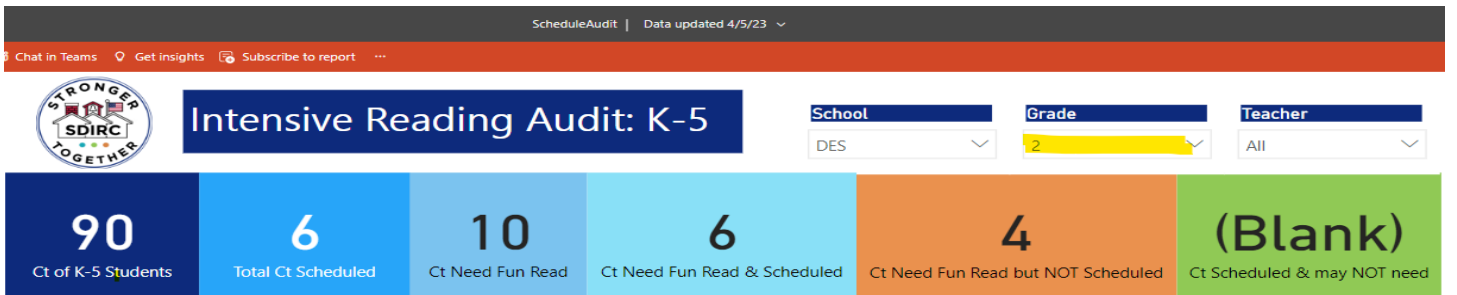 ScheduleAudit | Data updated 4/5/23
Chat in Teams Get insights Subscribe to report ...
STRONGER
SDIRC
TOGETHER
Intensive Reading Audit: K-5
School Grade Teacher
DES 2 All
90 6 10 6 4 (Blank)
Ct of K-5 Students Total Ct Scheduled Ct Need Fun Read Ct Need Fun Read & Scheduled Ct Need Fun Read but NOT Scheduled Ct Scheduled & may NOT need